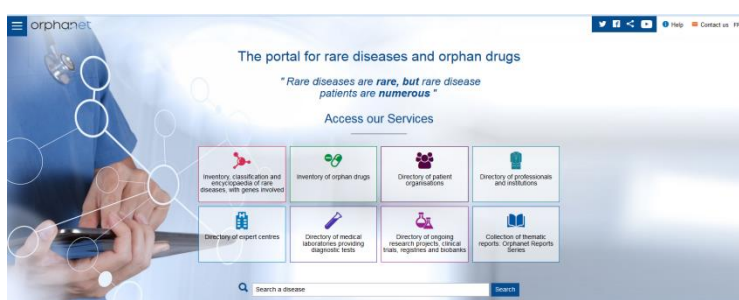 orphanet
Help
Contact us
The portal for rare diseases and orphan drugs
" Rare diseases are rare, but rare disease
patients are numerous "
Access our Services
Inventory, classification and
encyclopaedia of rare
diseases, with genes involved
Inventory of orphan drugs
Directory of patient
organisations
Directory of professionals
and institutions
Directory of expert centres
Directory of medical
laboratories providing
diagnostic tests
Directory of ongoing
research projects, clinical
trials, registries and biobanks
Collection of thematic
reports: Orphanet Reports
Series
Search a disease
Search